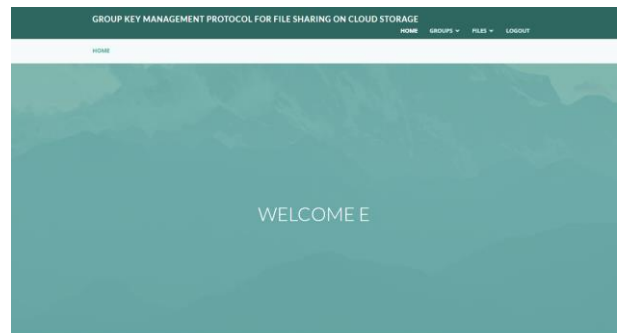 GROUP KEY MANAGEMENT PROTOCOL FOR FILE SHARING ON CLOUD STORAGE
HOME GROUPS FILES LOGOUT
HOME
WELCOME E